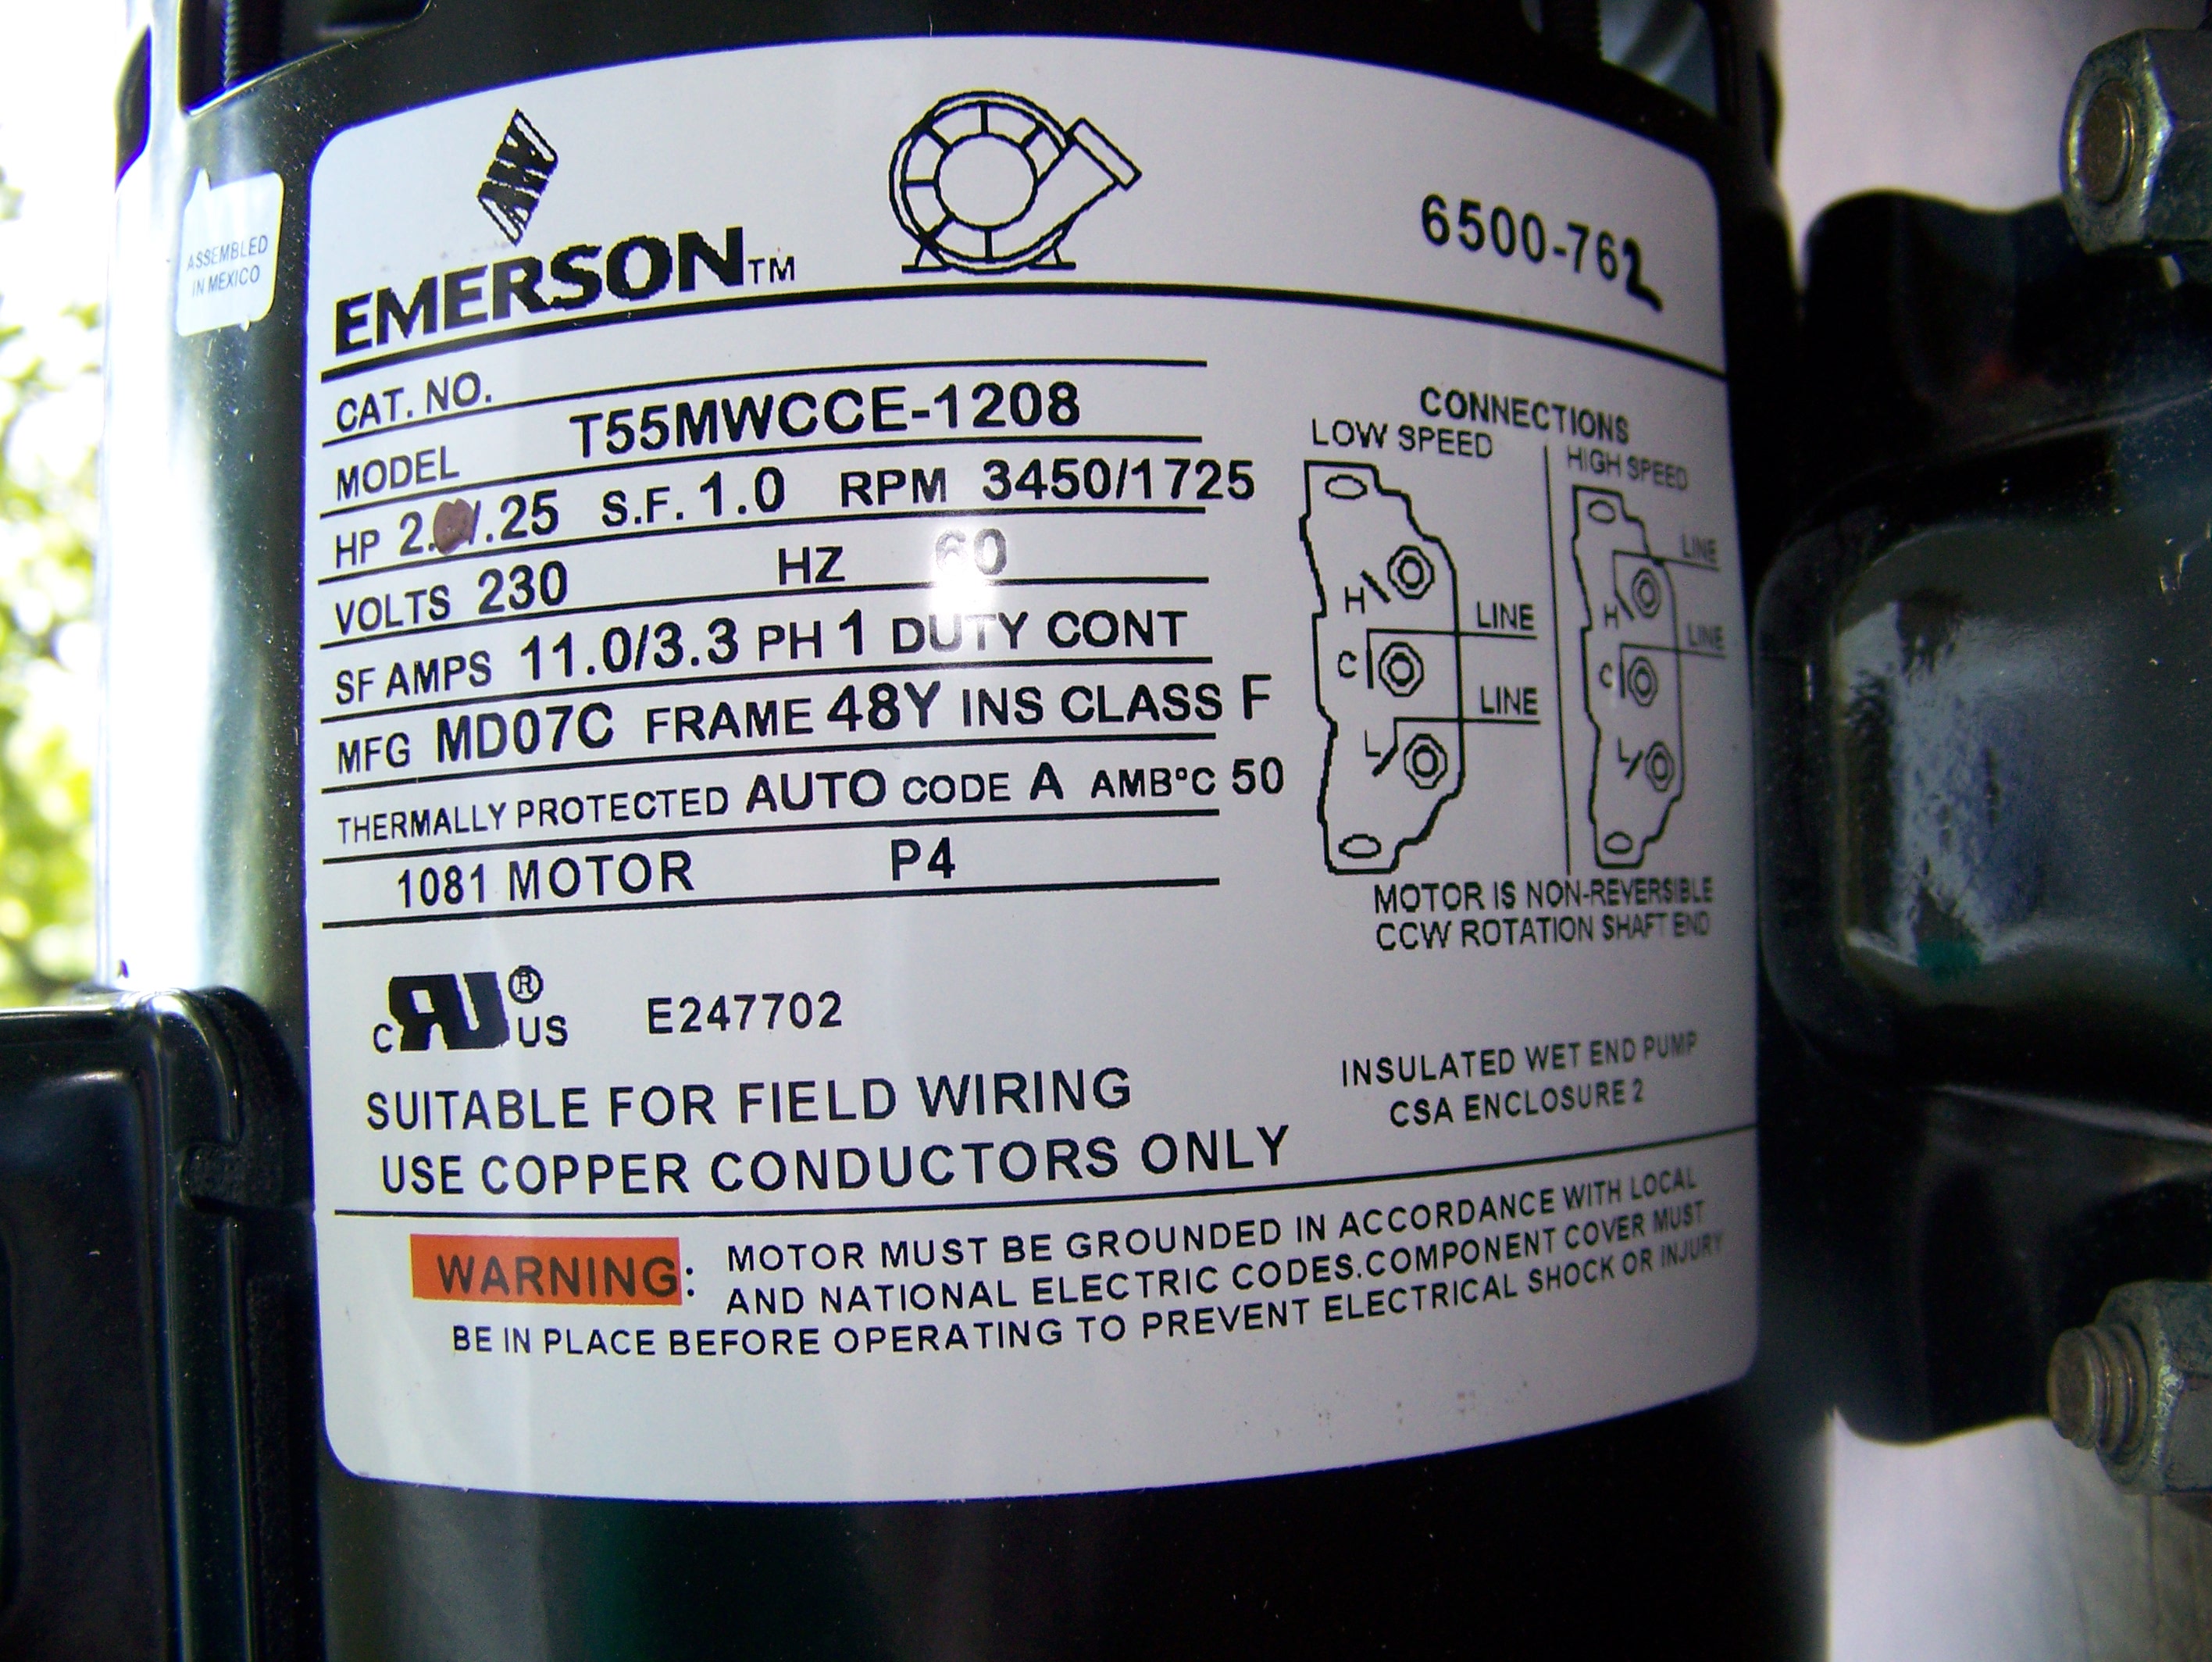 ASSEMBLED
IN MEXICO
EMERSON™
6500-762
CAT. NO.
MODEL T55MWCCE-1208
HP 2. /.25 S.F. 1.0 RPM 3450/1725
VOLTS 230 HZ 60
SF AMPS 11.0/3.3 PH 1 DUTY CONT
MFG MD07C FRAME 48Y INS CLASS F
THERMALLY PROTECTED AUTO CODE A AMB°C 50
1081 MOTOR P4
CONNECTIONS
LOW SPEED
H
C
L
LINE
LINE
HIGH SPEED
H
C
L
LINE
LINE
MOTOR IS NON-REVERSIBLE
CCW ROTATION SHAFT END
C RU® US E247702
SUITABLE FOR FIELD WIRING
USE COPPER CONDUCTORS ONLY
INSULATED WET END PUMP
CSA ENCLOSURE 2
WARNING: MOTOR MUST BE GROUNDED IN ACCORDANCE WITH LOCAL
AND NATIONAL ELECTRIC CODES.COMPONENT COVER MUST
BE IN PLACE BEFORE OPERATING TO PREVENT ELECTRICAL SHOCK OR INJURY